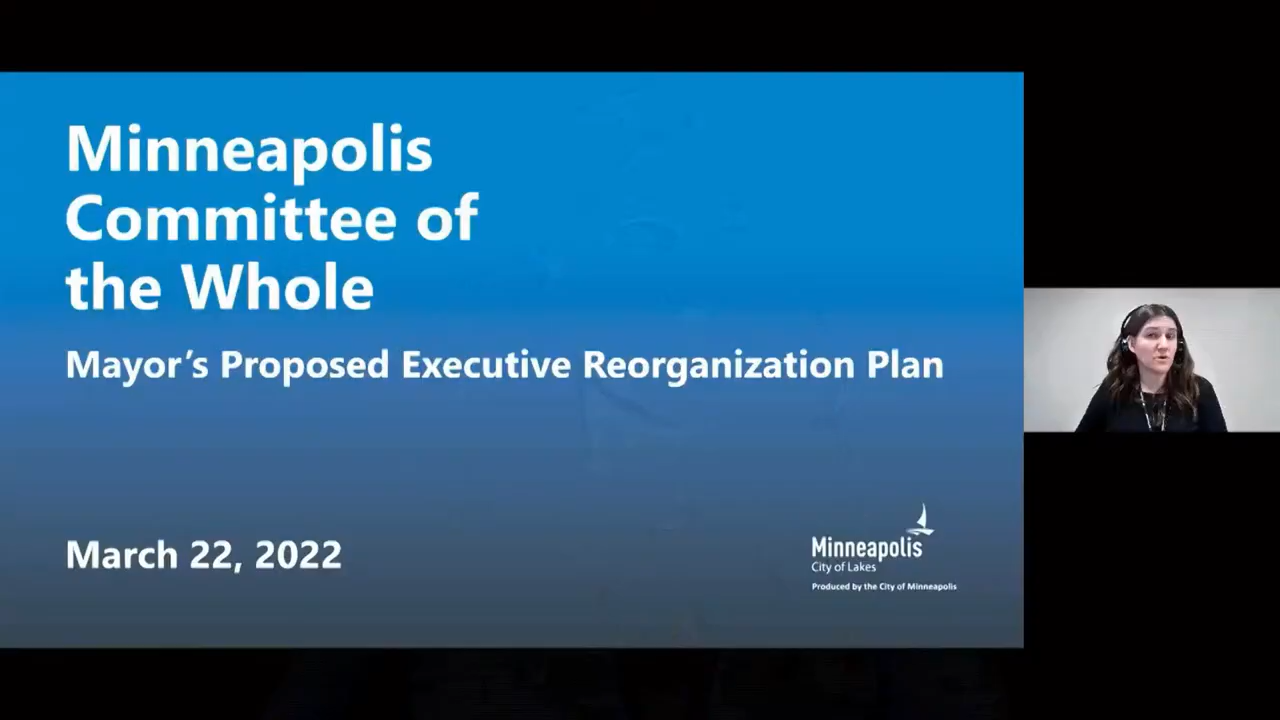 Minneapolis
Committee of
the Whole
Mayor’s Proposed Executive Reorganization Plan
March 22, 2022
Minneapolis
City of Lakes
Produced by the City of Minneapolis